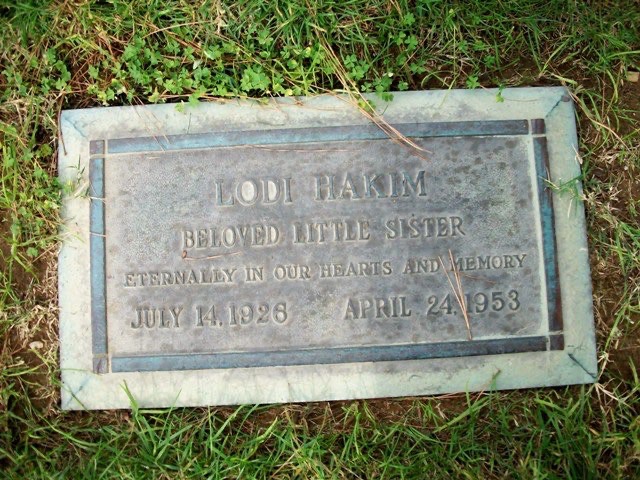 LODI HAKIM
BELOVED LITTLE SISTER
ETERNALLY IN OUR HEARTS AND MEMORY
JULY 14, 1926 APRIL 24, 1953